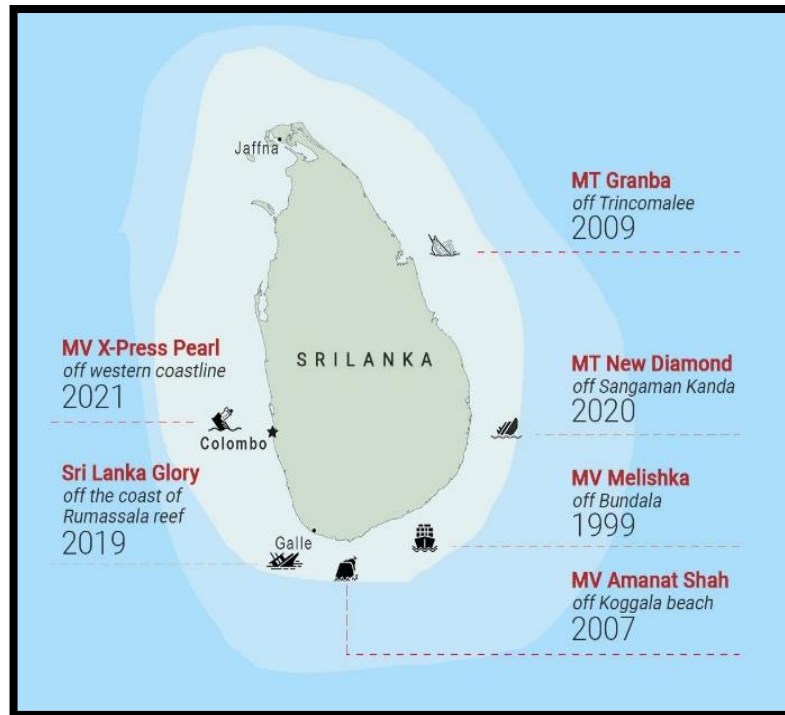 Jaffna
MT Granba
off Trincomalee
2009
MV X-Press Pearl
off western coastline
2021
SRILANKA
MT New Diamond
off Sangaman Kanda
2020
Colombo
Sri Lanka Glory
off the coast of
Rumassala reef
2019
Galle
MV Melishka
off Bundala
1999
MV Amanat Shah
off Koggala beach
2007